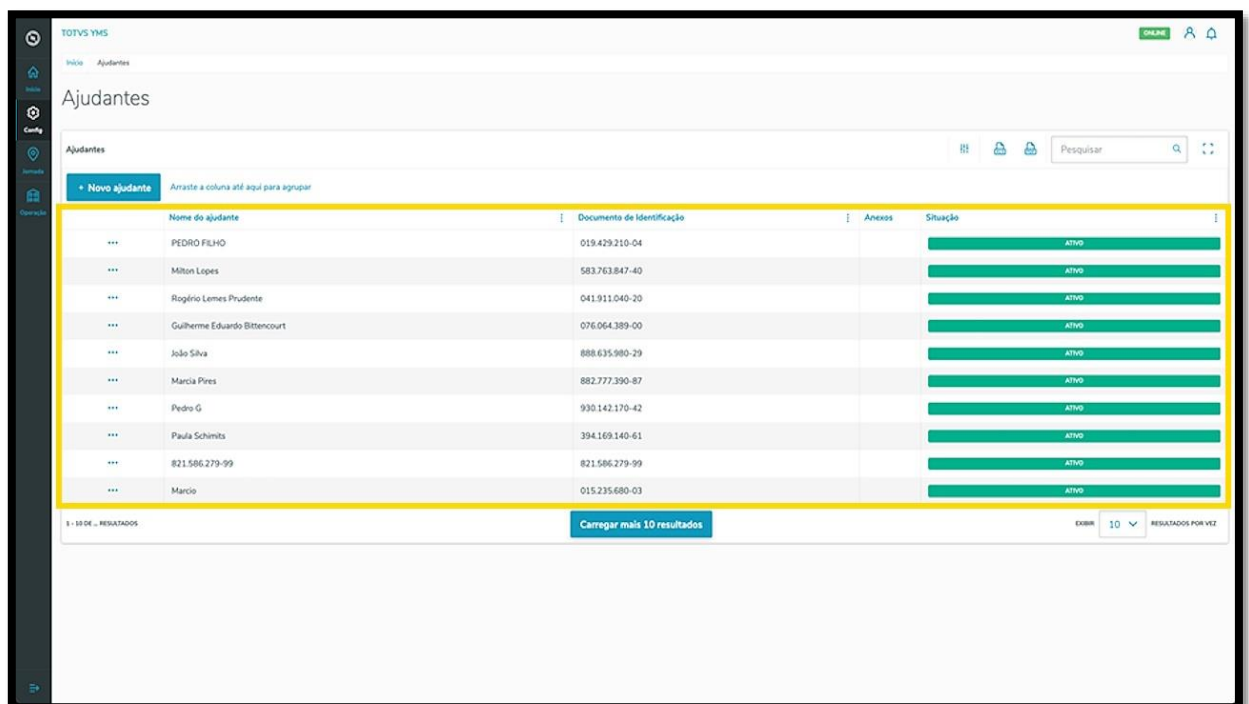 TOTVS YMS
ONLINE
Início Ajudantes
Início
Ajudantes
Config
Ajudantes
Pesquisar
Jornada
+ Novo ajudante
Arraste a coluna até aqui para agrupar
Operação
Nome do ajudante Documento de Identificação Anexos Situação
PEDRO FILHO 019.429.210-04 ATIVO
Milton Lopes 583.763.847-40 ATIVO
Rogério Lemes Prudente 041.911.040-20 ATIVO
Guilherme Eduardo Bittencourt 076.064.389-00 ATIVO
João Silva 888.635.980-29 ATIVO
Marcia Pires 882.777.390-87 ATIVO
Pedro G 930.142.170-42 ATIVO
Paula Schimits 394.169.140-61 ATIVO
821.586.279-99 821.586.279-99 ATIVO
Marcio 015.235.680-03 ATIVO
1 - 10 DE ... RESULTADOS Carregar mais 10 resultados EXIBIR 10 RESULTADOS POR VEZ